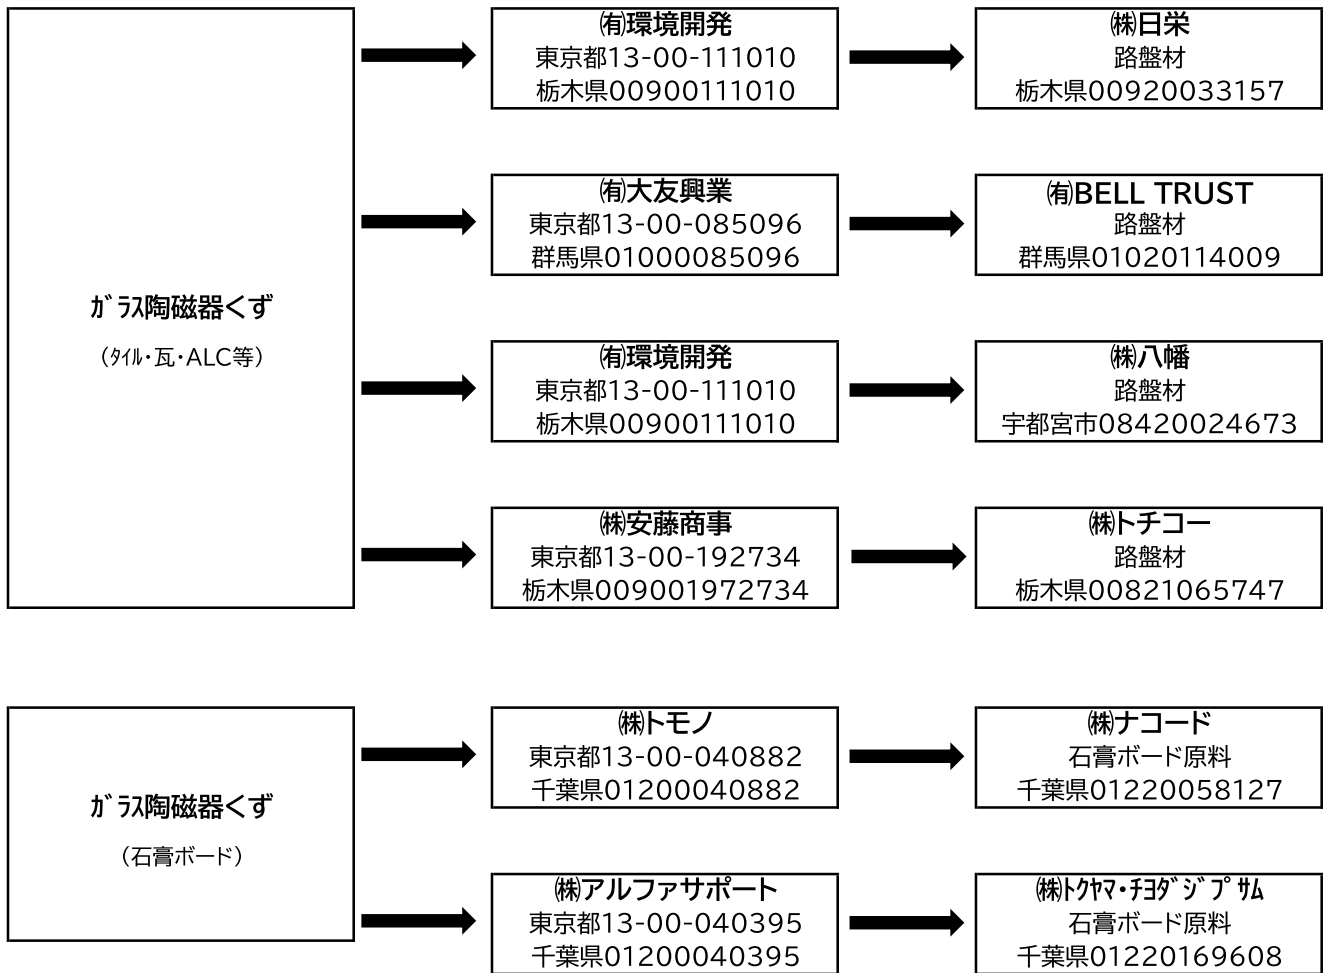 ｶﾞﾗｽ陶磁器くず
（ﾀｲﾙ・瓦・ALC等）
㈲環境開発
東京都13-00-111010
栃木県00900111010
㈱日栄
路盤材
栃木県00920033157
㈲大友興業
東京都13-00-085096
群馬県01000085096
㈲BELL TRUST
路盤材
群馬県01020114009
㈲環境開発
東京都13-00-111010
栃木県00900111010
㈱八幡
路盤材
宇都宮市08420024673
㈱安藤商事
東京都13-00-192734
栃木県009001972734
㈱トチコー
路盤材
栃木県00821065747
ｶﾞﾗｽ陶磁器くず
（石膏ボード）
㈱トモノ
東京都13-00-040882
千葉県01200040882
㈱ナコード
石膏ボード原料
千葉県01220058127
㈱アルファサポート
東京都13-00-040395
千葉県01200040395
㈱ﾄｸﾔﾏ・ﾁﾖﾀﾞｼﾞﾌﾟｻﾑ
石膏ボード原料
千葉県01220169608